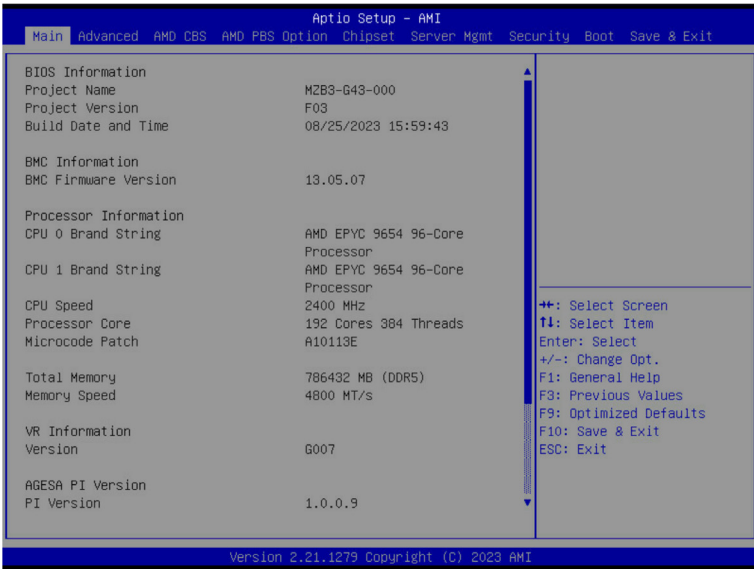 Aptio Setup - AMI
Main Advanced AMD CBS AMD PBS Option Chipset Server Mgmt Security Boot Save & Exit
BIOS Information
Project Name MZB3-G43-000
Project Version F03
Build Date and Time 08/25/2023 15:59:43
BMC Information
BMC Firmware Version 13.05.07
Processor Information
CPU 0 Brand String AMD EPYC 9654 96-Core
Processor
CPU 1 Brand String AMD EPYC 9654 96-Core
Processor
CPU Speed 2400 MHz
Processor Core 192 Cores 384 Threads
Microcode Patch A10113E
Total Memory 786432 MB (DDR5)
Memory Speed 4800 MT/s
VR Information
Version G007
AGESA PI Version
PI Version 1.0.0.9
→←: Select Screen
↑↓: Select Item
Enter: Select
+/-: Change Opt.
F1: General Help
F3: Previous Values
F9: Optimized Defaults
F10: Save & Exit
ESC: Exit
Version 2.21.1279 Copyright (C) 2023 AMI